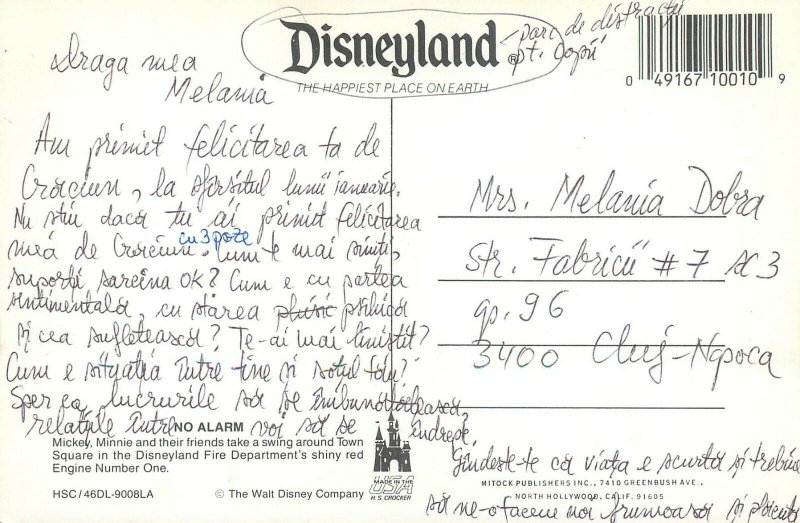 Disneyland®
THE HAPPIEST PLACE ON EARTH
parc de distracții
pt. copii
0 49167 10010 9
Draga mea
Melania
Am primit felicitarea ta de
Crăciun, la sfârșitul lunii ianuarie.
Nu știu dacă tu ai primit felicitarea
mea de Crăciun, cu 3 poze Cum te mai simți,
suporți sarcina OK? Cum e cu partea
sentimentală, cu starea psihică
și cea sufletească? Te-ai mai liniștit?
Cum e situația între tine și soțul tău?
Sper ca lucrurile să se îmbunătățească
relațiile între voi să se îndrepte.
Gîndește-te că viața e scurtă și trebuie
să ne-o facem noi frumoasă și plăcută
Mrs. Melania Dobra
Str. Fabricii # 7 sc 3
ap. 96
3400 Cluj-Napoca
NO ALARM
Mickey, Minnie and their friends take a swing around Town
Square in the Disneyland Fire Department's shiny red
Engine Number One.
HSC/46DL-9008LA © The Walt Disney Company
MADE IN THE
USA
H.S. CROCKER
MITOCK PUBLISHERS INC., 7410 GREENBUSH AVE.,
NORTH HOLLYWOOD, CALIF. 91605